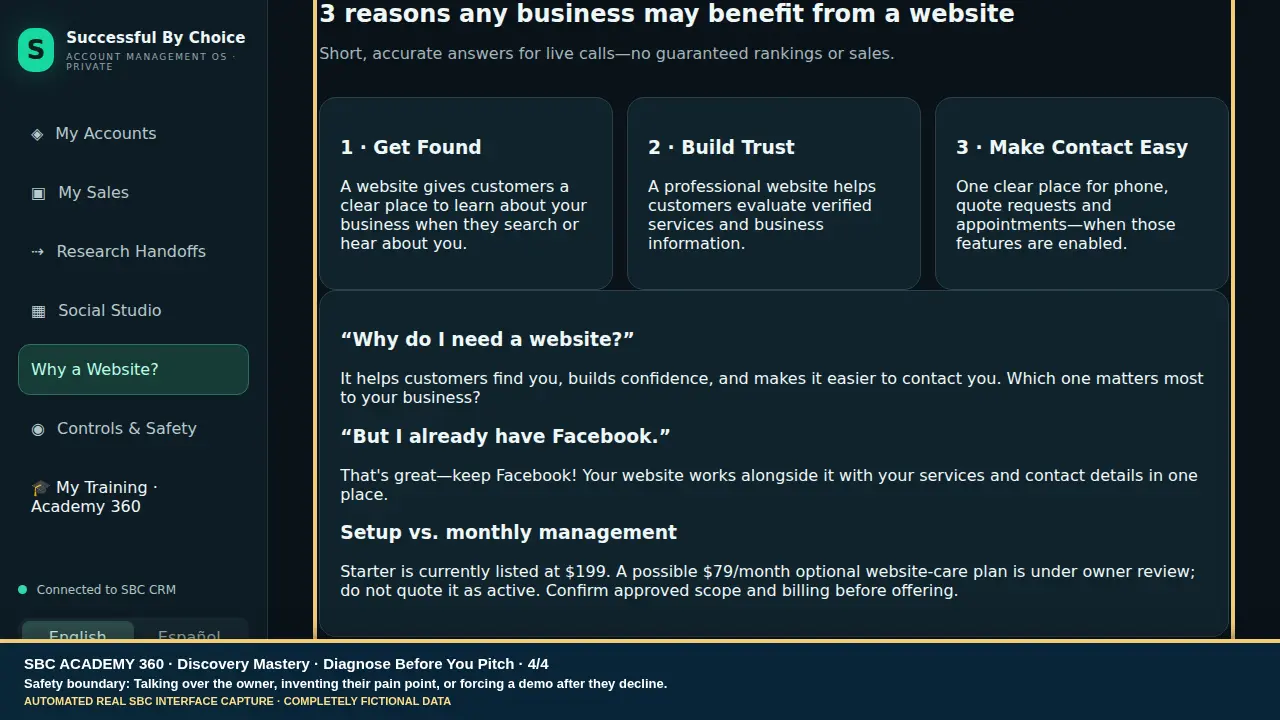 S
Successful By Choice
ACCOUNT MANAGEMENT OS ·
PRIVATE
◈ My Accounts
▣ My Sales
⇢ Research Handoffs
▦ Social Studio
Why a Website?
◉ Controls & Safety
🎓 My Training ·
Academy 360
Connected to SBC CRM
English Español
3 reasons any business may benefit from a website
Short, accurate answers for live calls—no guaranteed rankings or sales.
1 · Get Found
A website gives customers a
clear place to learn about your
business when they search or
hear about you.
2 · Build Trust
A professional website helps
customers evaluate verified
services and business
information.
3 · Make Contact Easy
One clear place for phone,
quote requests and
appointments—when those
features are enabled.
“Why do I need a website?”
It helps customers find you, builds confidence, and makes it easier to contact you. Which one matters most
to your business?
“But I already have Facebook.”
That's great—keep Facebook! Your website works alongside it with your services and contact details in one
place.
Setup vs. monthly management
Starter is currently listed at $199. A possible $79/month optional website-care plan is under owner review;
do not quote it as active. Confirm approved scope and billing before offering.
SBC ACADEMY 360 · Discovery Mastery · Diagnose Before You Pitch · 4/4
Safety boundary: Talking over the owner, inventing their pain point, or forcing a demo after they decline.
AUTOMATED REAL SBC INTERFACE CAPTURE · COMPLETELY FICTIONAL DATA